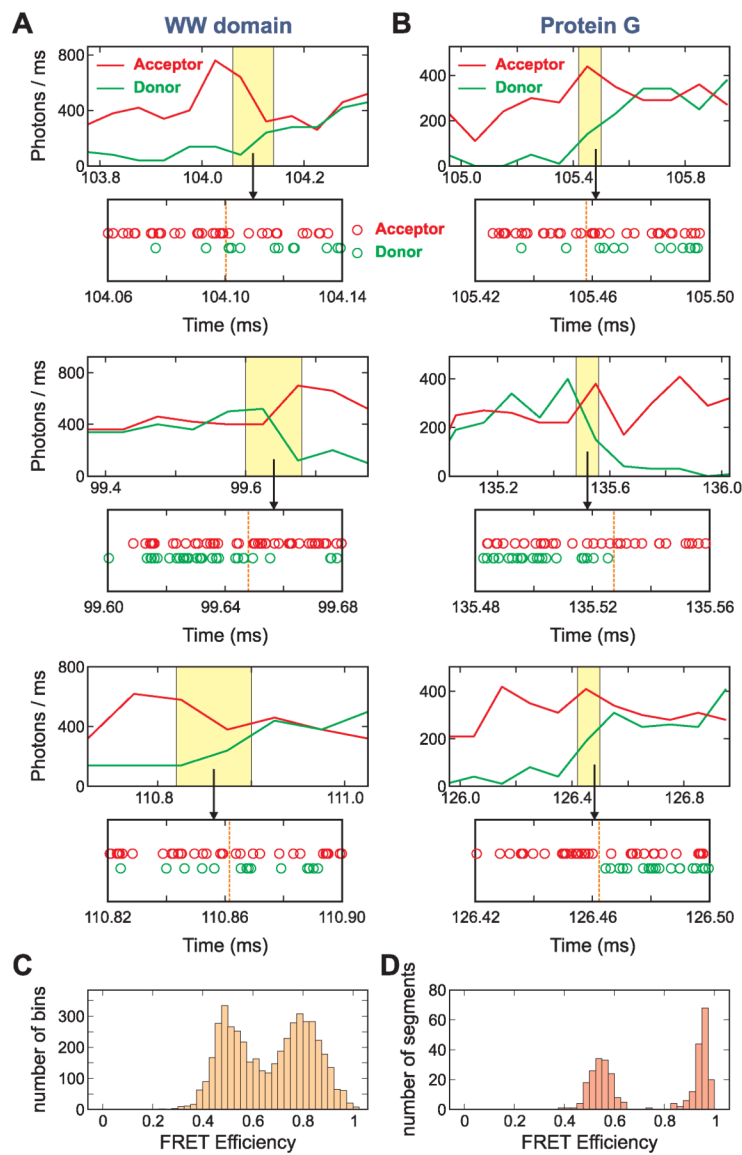 A WW domain B Protein G
Photons / ms
800
400
0
Acceptor
Donor
103.8 104.0 104.2
400
200
0
Acceptor
Donor
105.0 105.4 105.8
Acceptor
Donor
104.06 104.10 104.14
Time (ms)
105.42 105.46 105.50
Time (ms)
Photons / ms
800
400
0
99.4 99.6
400
200
0
135.2 135.6 136.0
99.60 99.64 99.68
Time (ms)
135.48 135.52 135.56
Time (ms)
Photons / ms
800
400
0
110.8 111.0
400
200
0
126.0 126.4 126.8
110.82 110.86 110.90
Time (ms)
126.42 126.46 126.50
Time (ms)
C
number of bins
300
200
100
0
0 0.2 0.4 0.6 0.8 1
FRET Efficiency
D
number of segments
80
60
40
20
0
0 0.2 0.4 0.6 0.8 1
FRET Efficiency